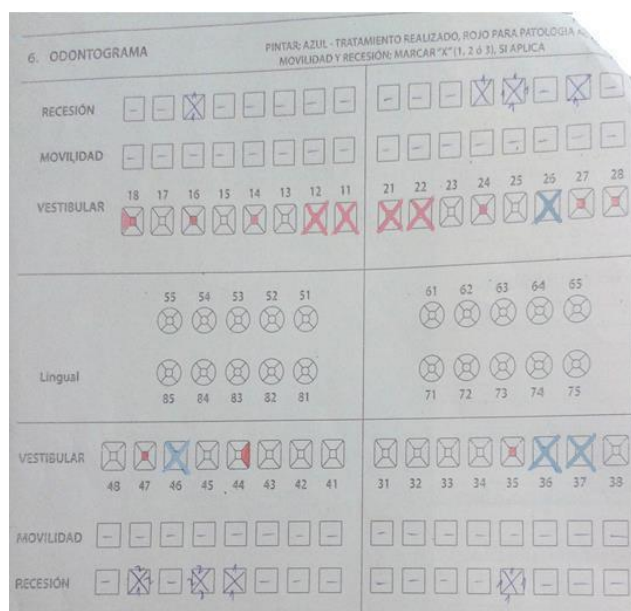 6. ODONTOGRAMA
PINTAR: AZUL - TRATAMIENTO REALIZADO, ROJO PARA PATOLOGIA
MOVILIDAD Y RECESIÓN: MARCAR "X" (1, 2 ó 3), SI APLICA
RECESIÓN
MOVILIDAD
18 17 16 15 14 13 12 11 21 22 23 24 25 26 27 28
VESTIBULAR
55 54 53 52 51 61 62 63 64 65
Lingual
85 84 83 82 81 71 72 73 74 75
VESTIBULAR
48 47 46 45 44 43 42 41 31 32 33 34 35 36 37 38
MOVILIDAD
RECESIÓN